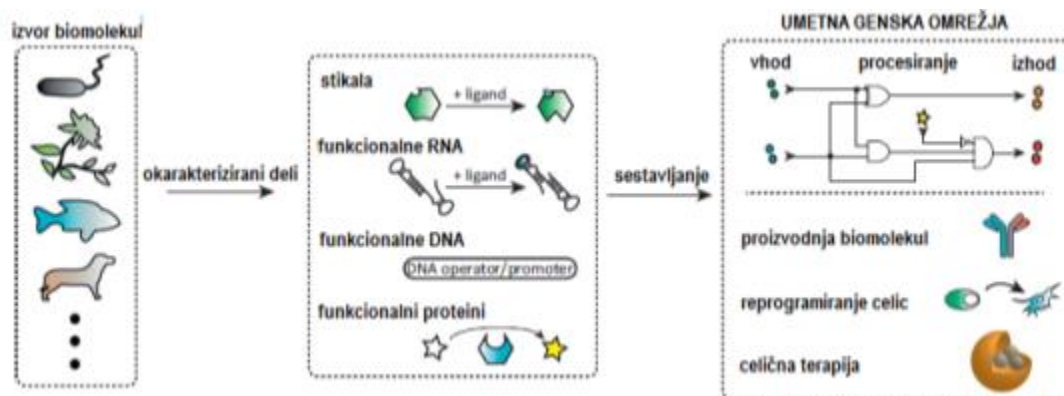 izvor biomolekul
okarakterizirani deli
stikala
+ ligand
funkcionalne RNA
+ ligand
funkcionalne DNA
DNA operator/promoter
funkcionalni proteini
sestavljanje
UMETNA GENSKA OMREŽJA
vhod procesiranje izhod
proizvodnja biomolekul
reprogramiranje celic
celična terapija